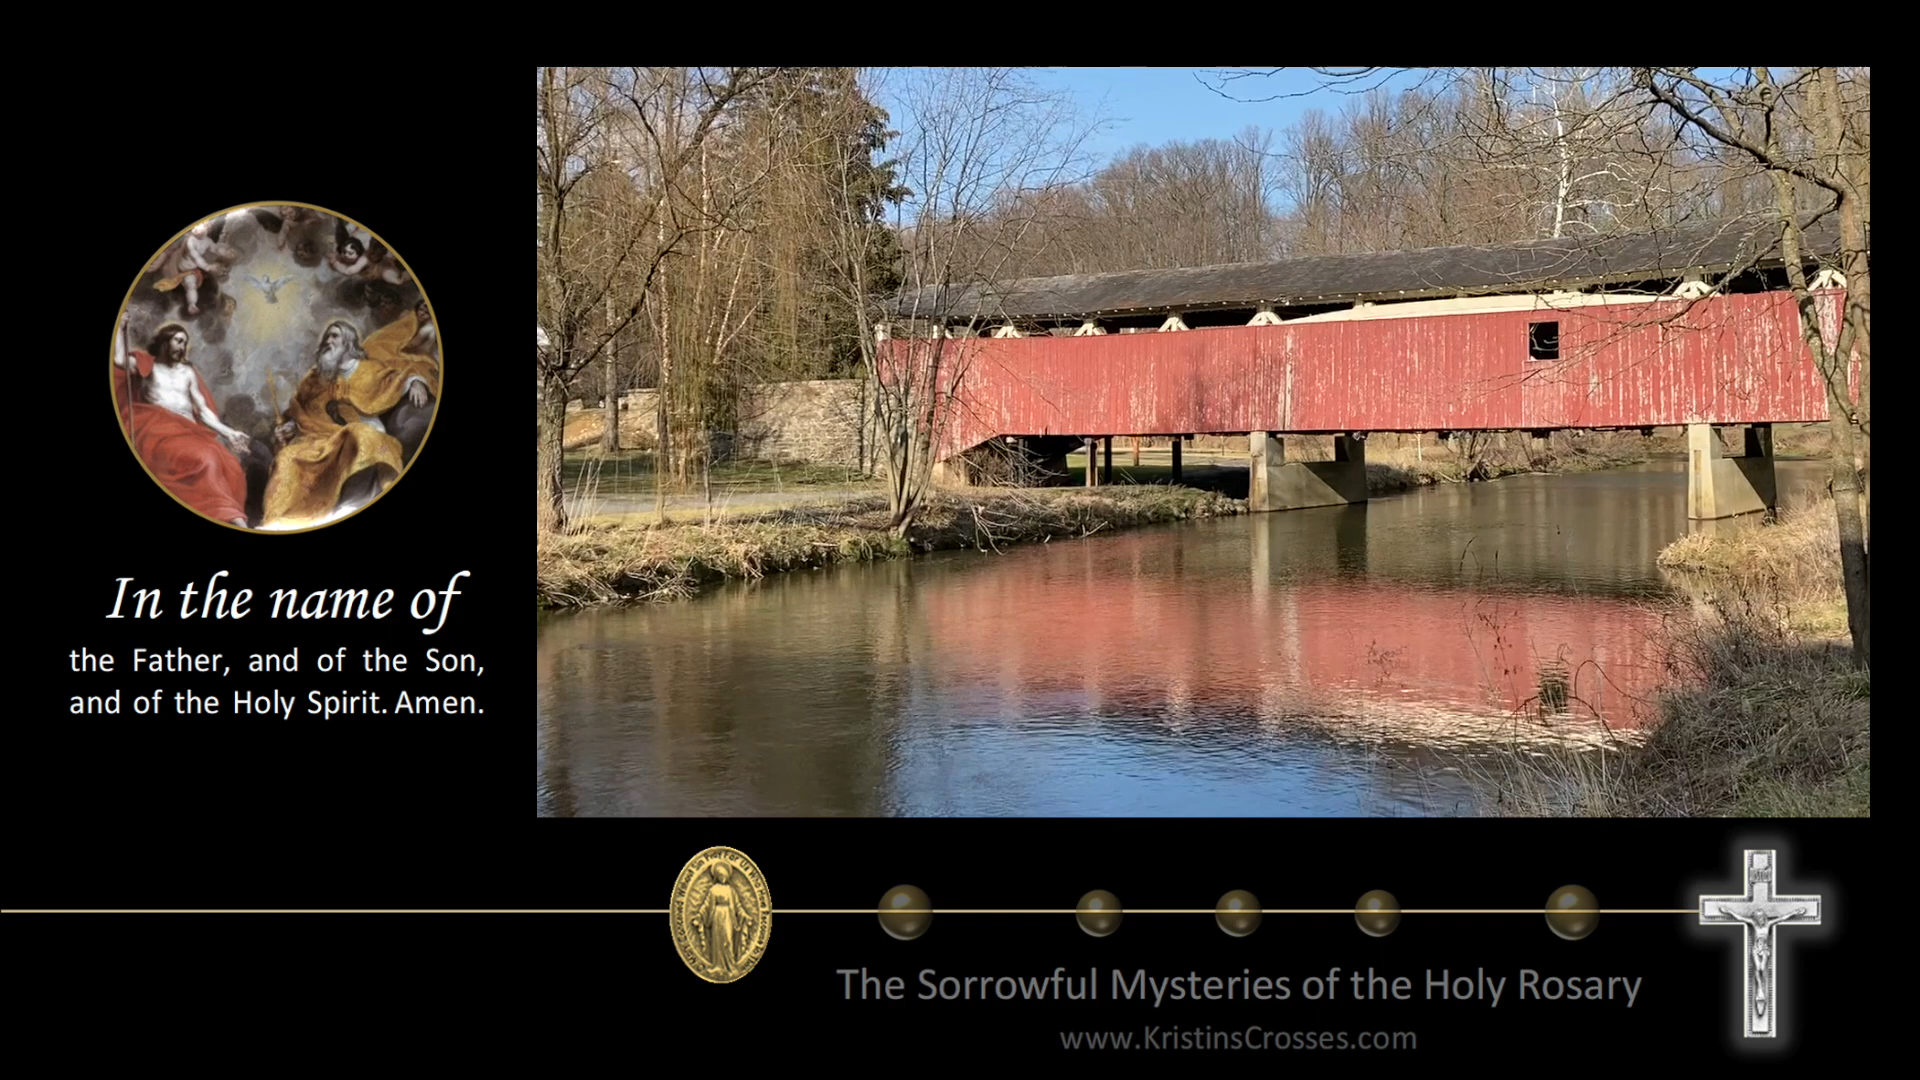 In the name of
the Father, and of the Son,
and of the Holy Spirit. Amen.
The Sorrowful Mysteries of the Holy Rosary
www.KristinsCrosses.com